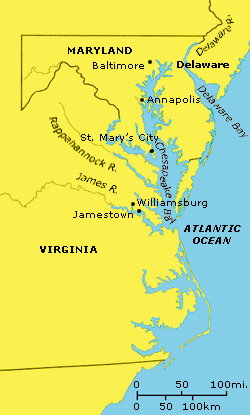 Delaware R.
MARYLAND
Baltimore
Delaware
Delaware Bay
Annapolis
St. Mary's City
Rappahannock R.
Chesapeake Bay
James R.
Williamsburg
Jamestown
ATLANTIC
OCEAN
VIRGINIA
0 50 100mi.
0 50 100km